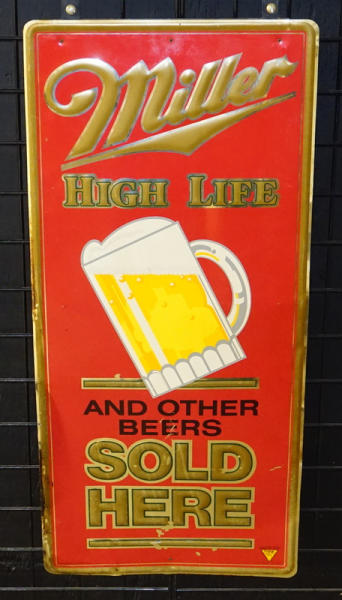 Miller
HIGH LIFE
AND OTHER
BEERS
SOLD
HERE